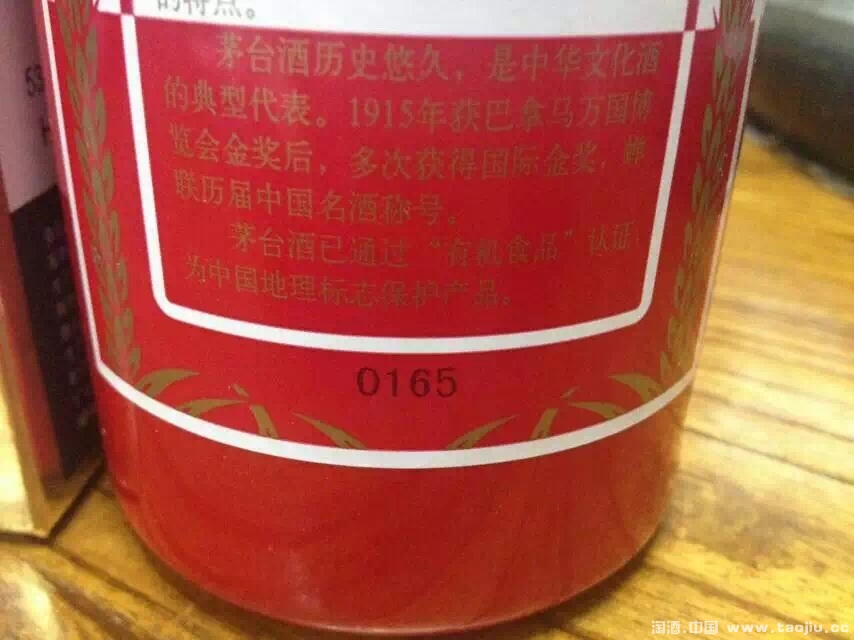 的特点。
茅台酒历史悠久，是中华文化酒
的典型代表。1915年获巴拿马万国博
览会金奖后，多次获得国际金奖，蝉
联历届中国名酒称号。
茅台酒已通过“有机食品”认证，
为中国地理标志保护产品。
0165
53
淘酒.中国 www.taojiu.cc